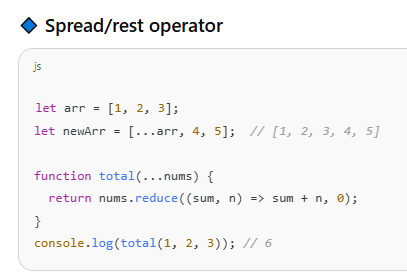 Spread/rest operator
js
let arr = [1, 2, 3];
let newArr = [...arr, 4, 5];  // [1, 2, 3, 4, 5]
function total(...nums) {
  return nums.reduce((sum, n) => sum + n, 0);
}
console.log(total(1, 2, 3)); // 6